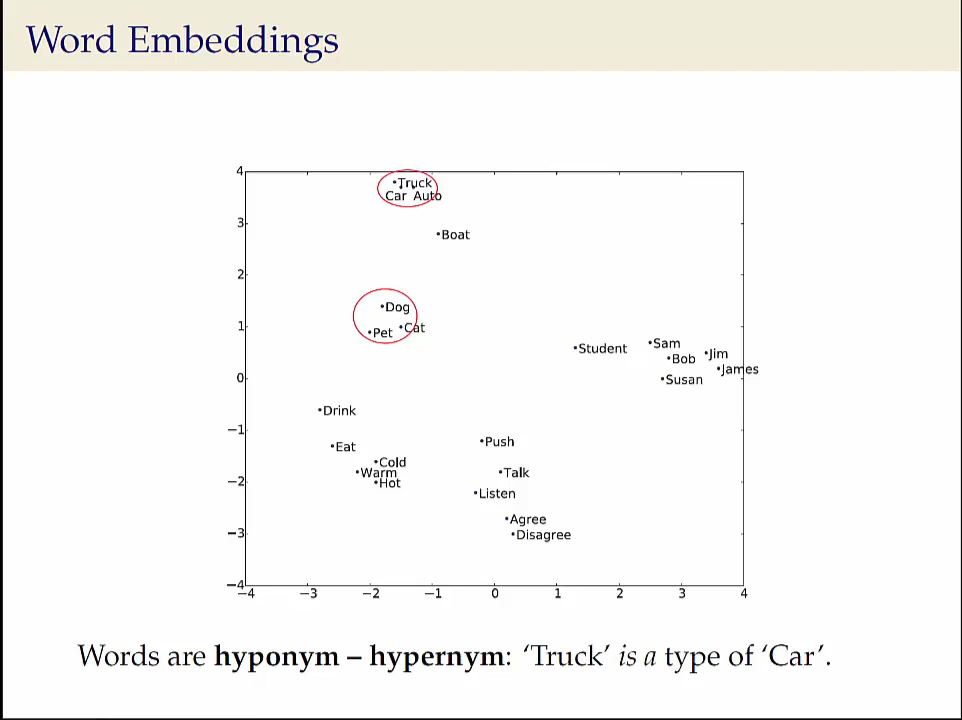 Word Embeddings
4
Truck
Car Auto
3
Boat
2
Dog
1
Pet Cat
Student
Sam
Bob
Jim
James
0
Susan
Drink
−1
Eat
Push
Cold
Warm
Hot
Talk
−2
Listen
Agree
Disagree
−3
−4
−4 −3 −2 −1 0 1 2 3 4
Words are hyponym – hypernym: ‘Truck’ is a type of ‘Car’.